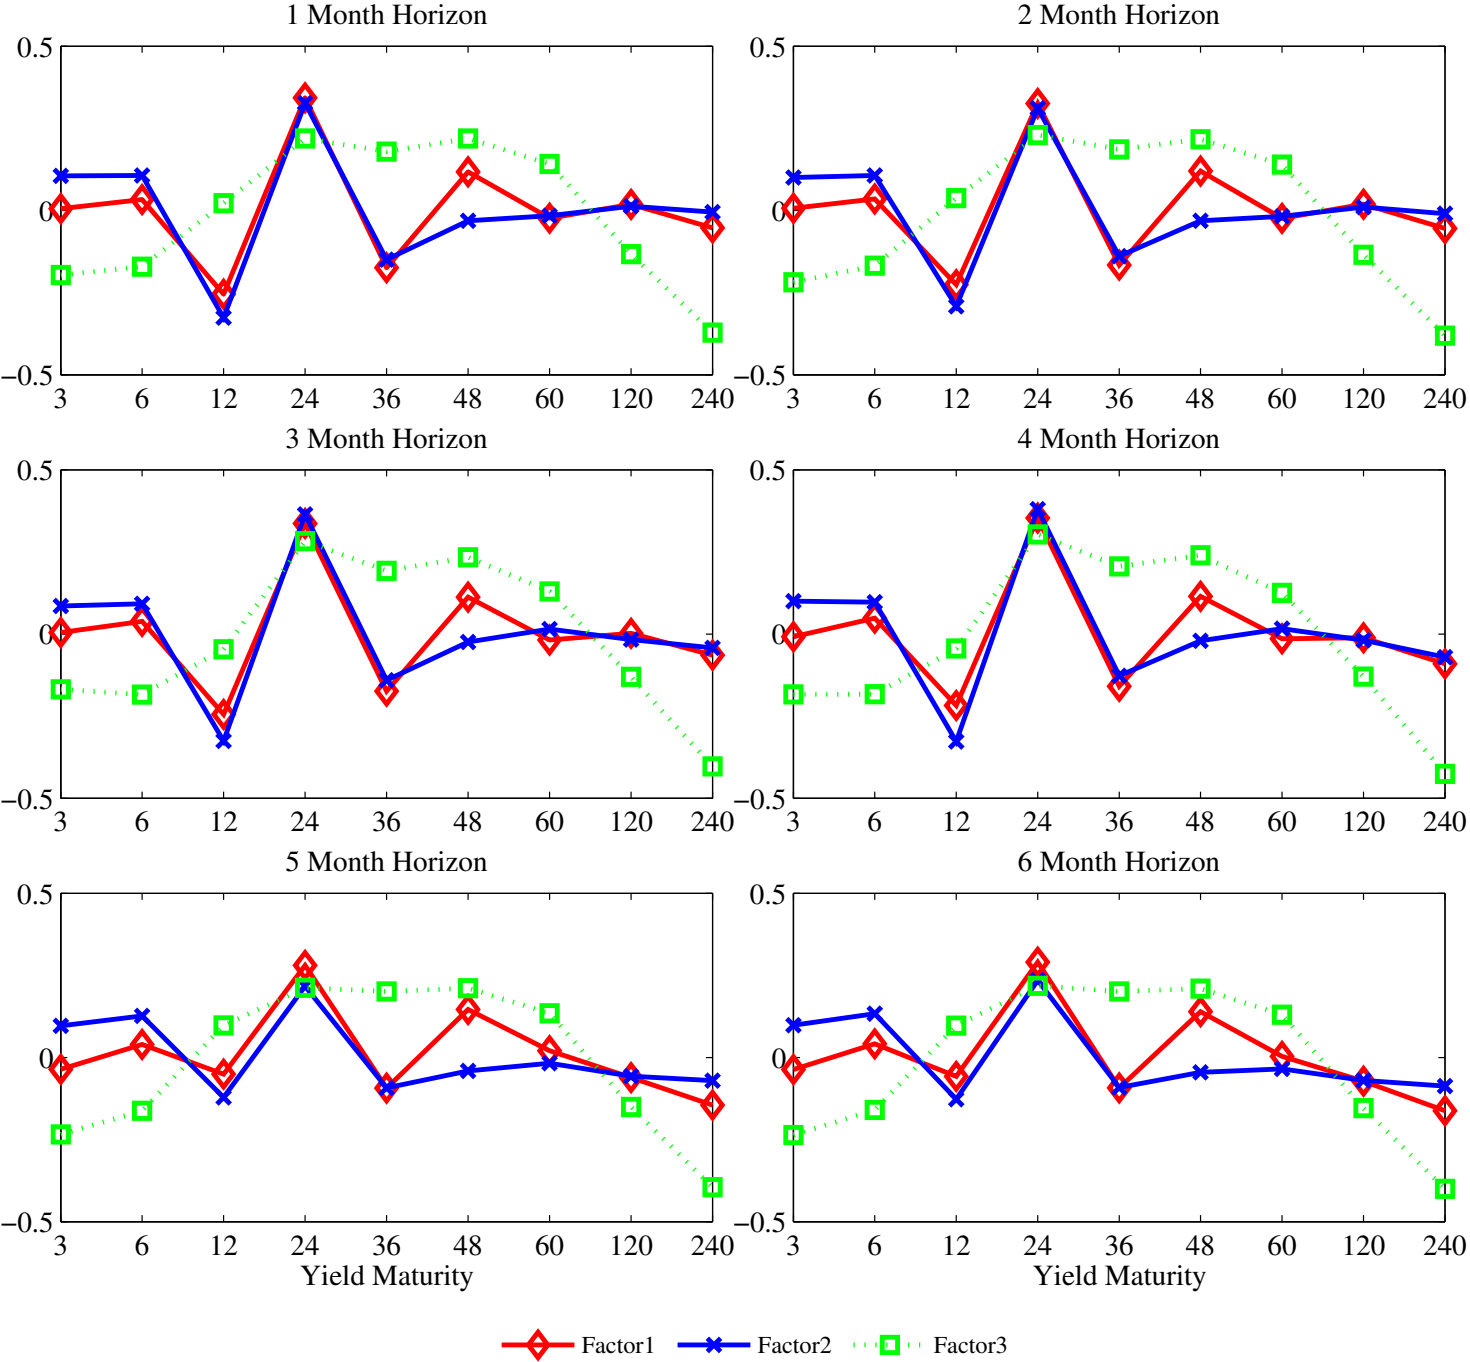 1 Month Horizon
2 Month Horizon
0.5
0
−0.5
3 6 12 24 36 48 60 120 240
0.5
0
−0.5
3 6 12 24 36 48 60 120 240
3 Month Horizon
4 Month Horizon
0.5
0
−0.5
3 6 12 24 36 48 60 120 240
0.5
0
−0.5
3 6 12 24 36 48 60 120 240
5 Month Horizon
6 Month Horizon
0.5
0
−0.5
3 6 12 24 36 48 60 120 240
Yield Maturity
0.5
0
−0.5
3 6 12 24 36 48 60 120 240
Yield Maturity
Factor1 Factor2 Factor3